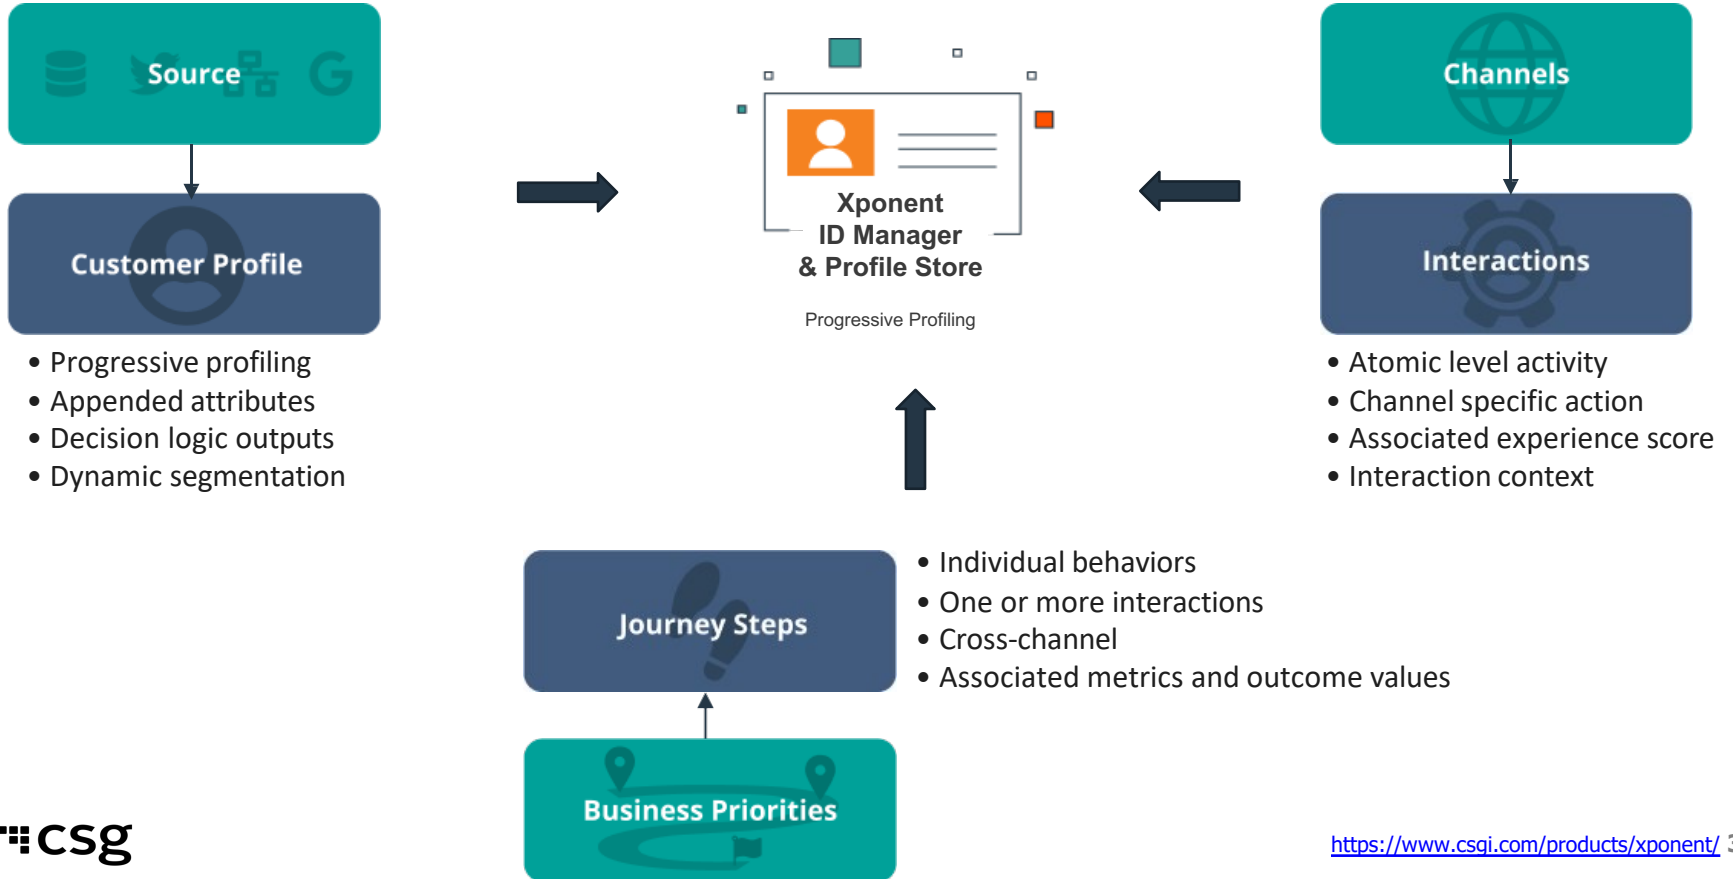 Source
Customer Profile
• Progressive profiling
• Appended attributes
• Decision logic outputs
• Dynamic segmentation
Xponent
ID Manager
& Profile Store
Progressive Profiling
Channels
Interactions
• Atomic level activity
• Channel specific action
• Associated experience score
• Interaction context
Journey Steps
• Individual behaviors
• One or more interactions
• Cross-channel
• Associated metrics and outcome values
Business Priorities
csg
https://www.csgi.com/products/xponent/